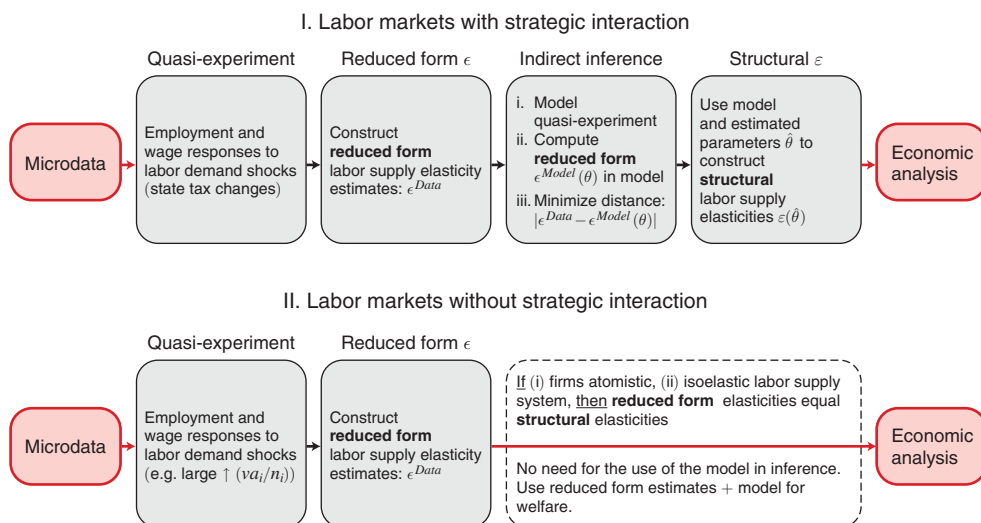 I. Labor markets with strategic interaction
Quasi-experiment
Reduced form ϵ
Indirect inference
Structural ε
Microdata
Employment and
wage responses to
labor demand shocks
(state tax changes)
Construct
reduced form
labor supply elasticity
estimates: ϵ^Data
i. Model
quasi-experiment
ii. Compute
reduced form
ϵ^Model(θ) in model
iii. Minimize distance:
|ϵ^Data − ϵ^Model(θ)|
Use model
and estimated
parameters θ̂ to
construct
structural
labor supply
elasticities ε(θ̂)
Economic
analysis
II. Labor markets without strategic interaction
Quasi-experiment
Reduced form ϵ
Microdata
Employment and
wage responses to
labor demand shocks
(e.g. large ↑ (va_i/n_i))
Construct
reduced form
labor supply elasticity
estimates: ϵ^Data
If (i) firms atomistic, (ii) isoelastic labor supply
system, then reduced form elasticities equal
structural elasticities
No need for the use of the model in inference.
Use reduced form estimates + model for
welfare.
Economic
analysis